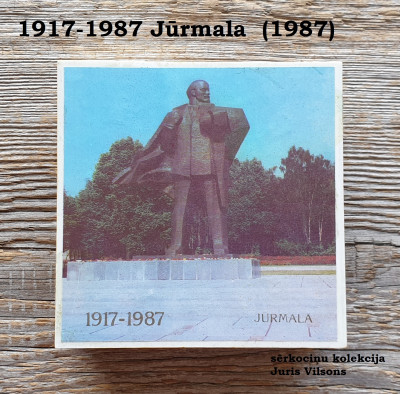 1917-1987 Jūrmala (1987)
1917-1987 JŪRMALA
sērkociņu kolekcija
Juris Vilsons